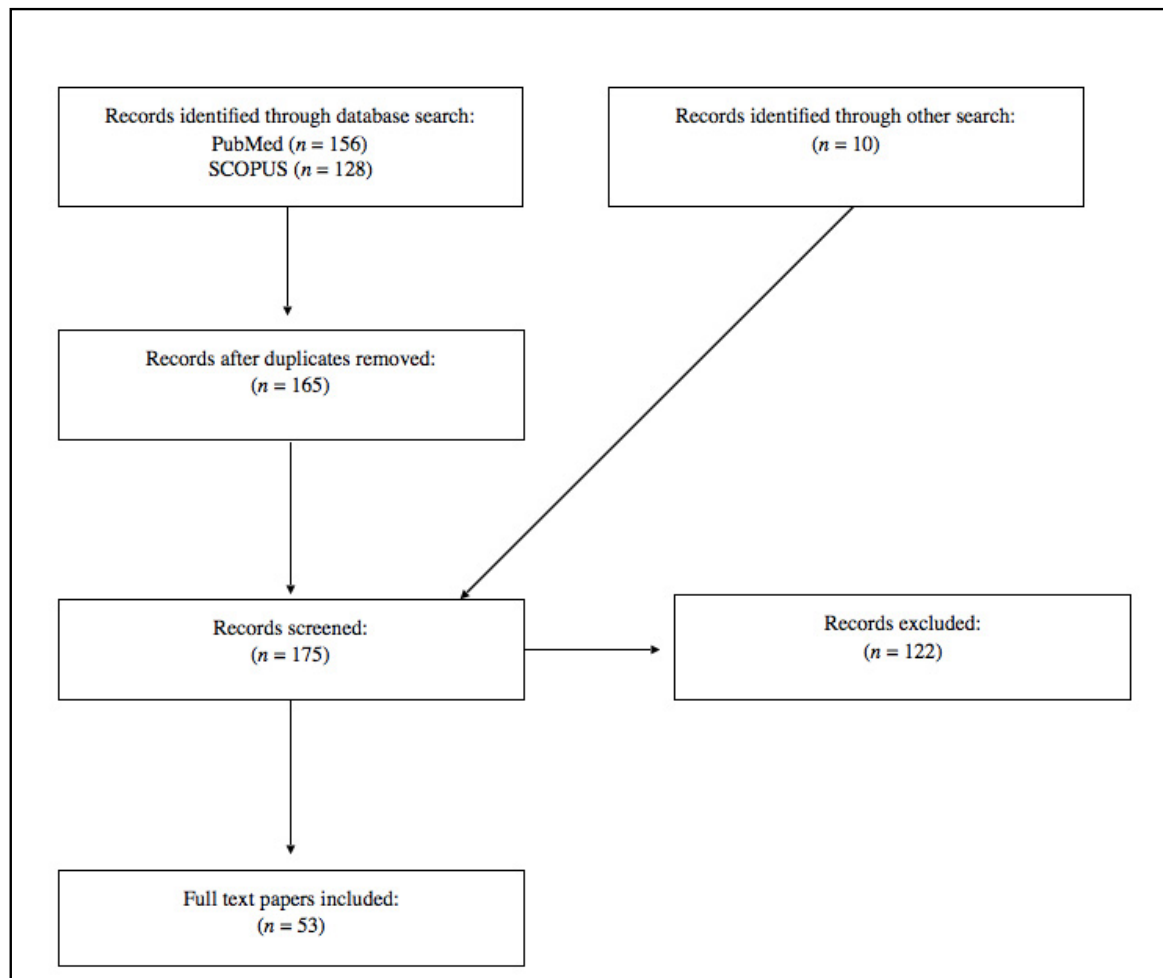 Records identified through database search:
PubMed (n = 156)
SCOPUS (n = 128)
Records identified through other search:
(n = 10)
Records after duplicates removed:
(n = 165)
Records screened:
(n = 175)
Records excluded:
(n = 122)
Full text papers included:
(n = 53)